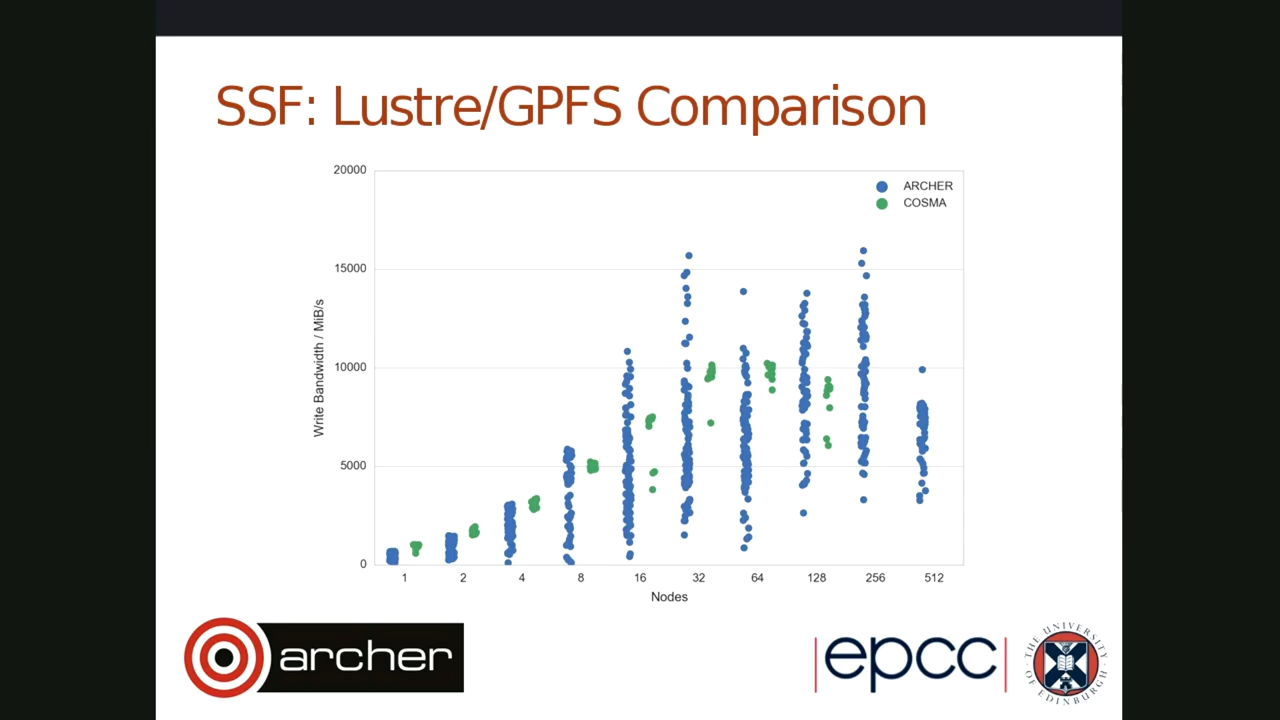 SSF: Lustre/GPFS Comparison
20000
15000
10000
5000
0
Write Bandwidth / MiB/s
ARCHER
COSMA
1 2 4 8 16 32 64 128 256 512
Nodes
archer
epcc
THE UNIVERSITY OF EDINBURGH